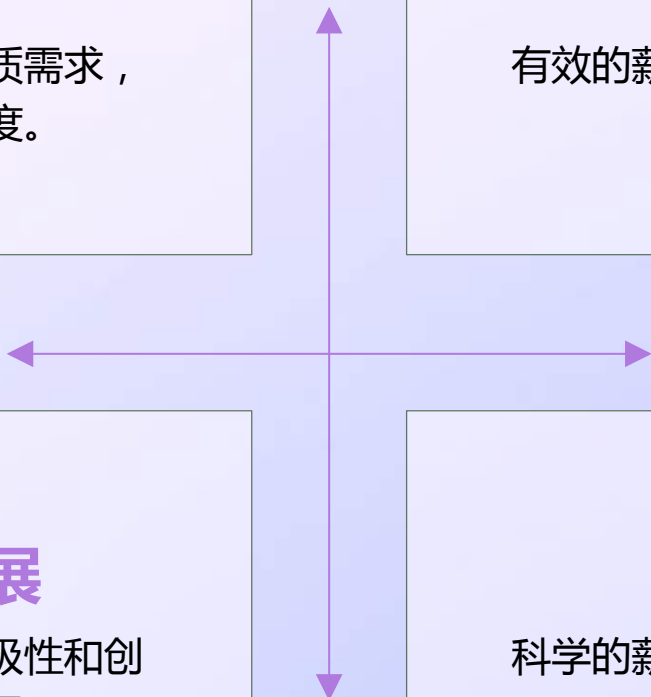 质需求，
度。
有效的薪
展
极性和创
科学的薪